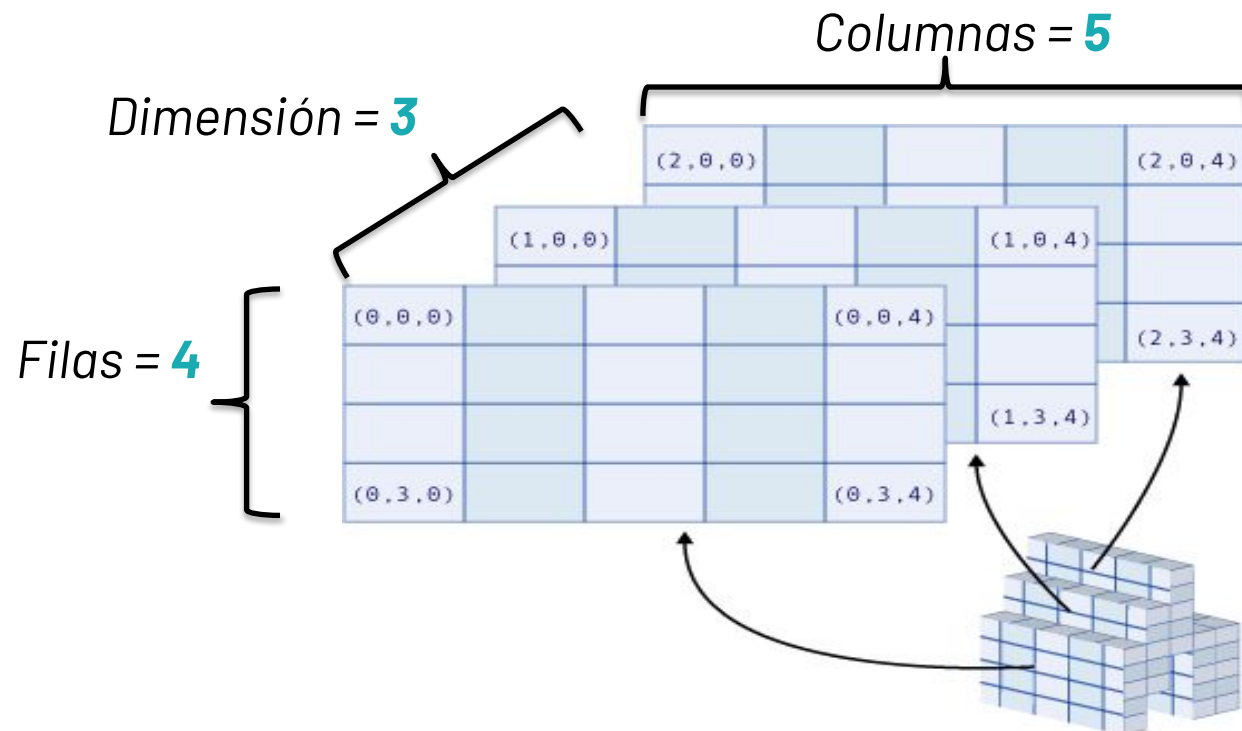 Columnas = 5
Dimensión = 3
(2,0,0) (2,0,4)
(1,0,0) (1,0,4)
Filas = 4
(0,0,0) (0,0,4)
(2,3,4)
(1,3,4)
(0,3,0) (0,3,4)